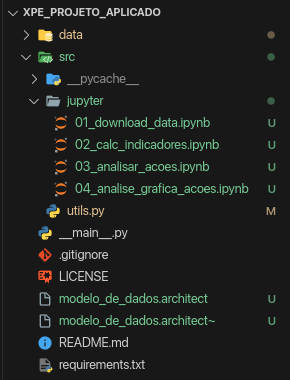 XPE_PROJETO_APLICADO
data
src
__pycache__
jupyter
01_download_data.ipynb U
02_calc_indicadores.ipynb U
03_analisar_acoes.ipynb U
04_analise_grafica_acoes.ipynb U
utils.py M
__main__.py
.gitignore
LICENSE
modelo_de_dados.architect U
modelo_de_dados.architect~ U
README.md
requirements.txt